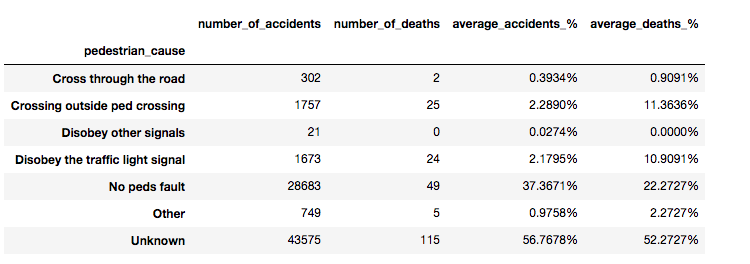 number_of_accidents number_of_deaths average_accidents_% average_deaths_%
pedestrian_cause
Cross through the road 302 2 0.3934% 0.9091%
Crossing outside ped crossing 1757 25 2.2890% 11.3636%
Disobey other signals 21 0 0.0274% 0.0000%
Disobey the traffic light signal 1673 24 2.1795% 10.9091%
No peds fault 28683 49 37.3671% 22.2727%
Other 749 5 0.9758% 2.2727%
Unknown 43575 115 56.7678% 52.2727%